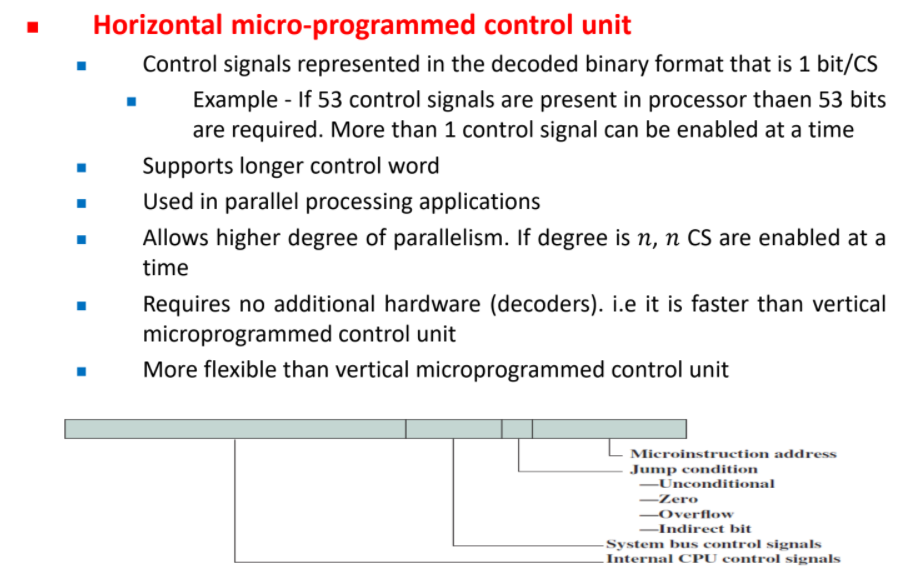 Horizontal micro-programmed control unit
Control signals represented in the decoded binary format that is 1 bit/CS
Example - If 53 control signals are present in processor thaen 53 bits
are required. More than 1 control signal can be enabled at a time
Supports longer control word
Used in parallel processing applications
Allows higher degree of parallelism. If degree is n, n CS are enabled at a
time
Requires no additional hardware (decoders). i.e it is faster than vertical
microprogrammed control unit
More flexible than vertical microprogrammed control unit
Microinstruction address
Jump condition
—Unconditional
—Zero
—Overflow
—Indirect bit
System bus control signals
Internal CPU control signals